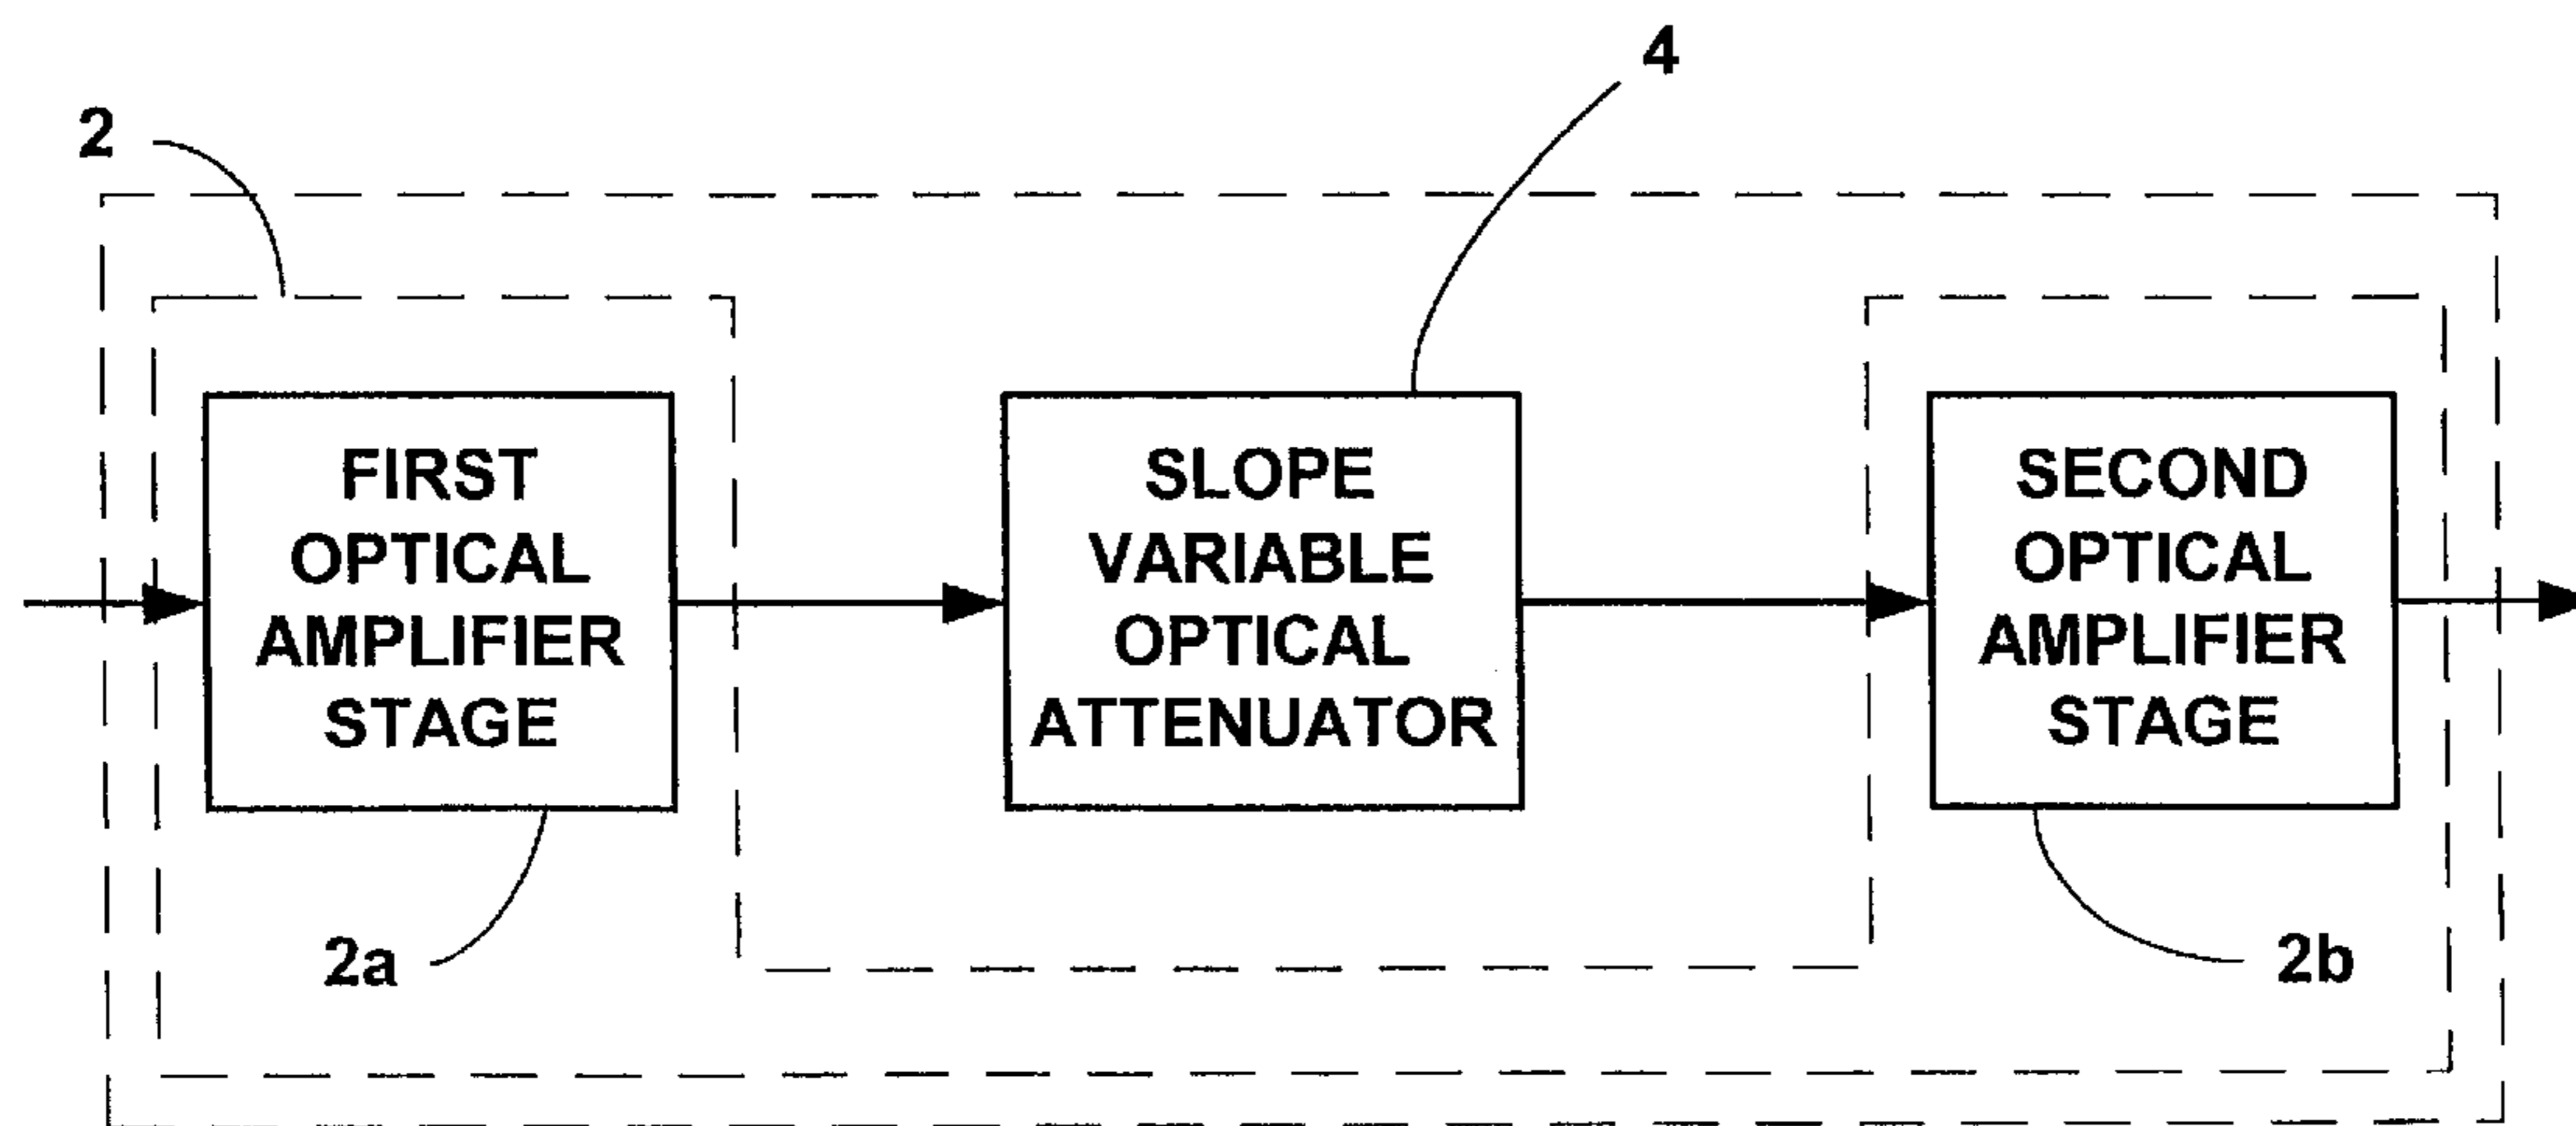 4
2
FIRST
OPTICAL
AMPLIFIER
STAGE
SLOPE
VARIABLE
OPTICAL
ATTENUATOR
SECOND
OPTICAL
AMPLIFIER
STAGE
2a
2b